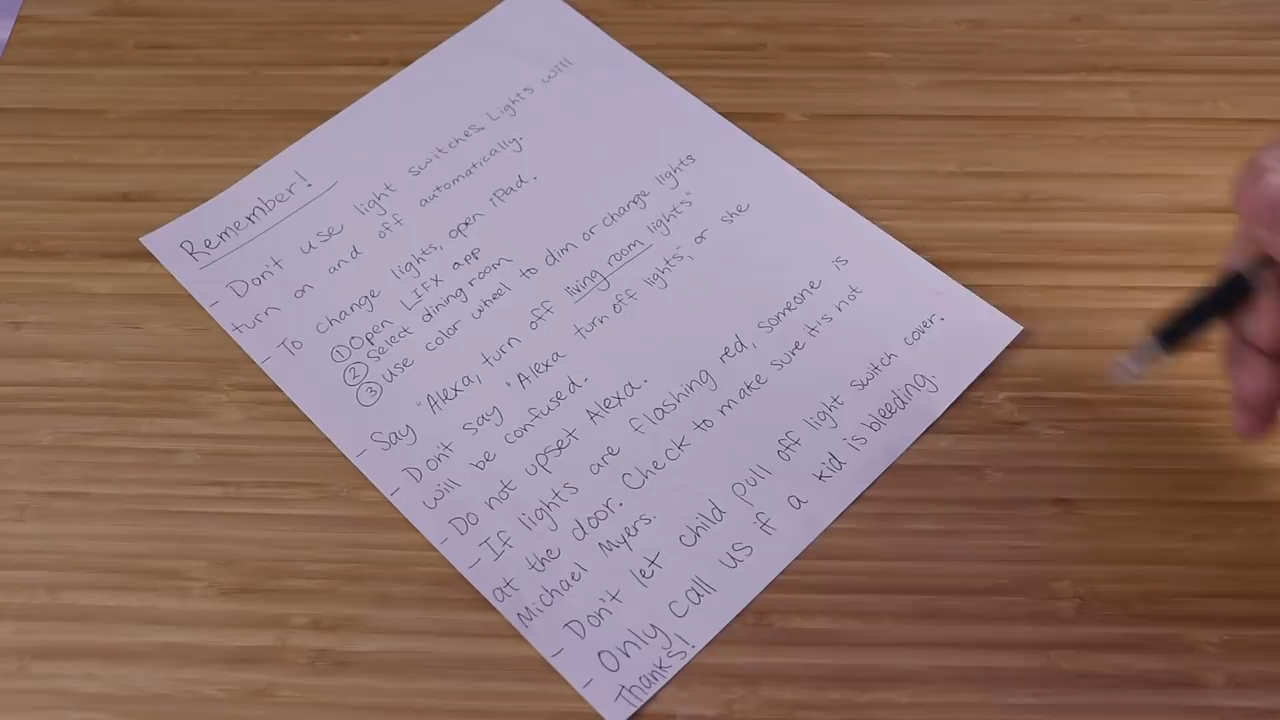 Remember!
- Don't use light switches. Lights will
turn on and off automatically.
- To change lights, open iPad.
① Open LIFX app
② Select dining room
③ Use color wheel to dim or change lights
- Say "Alexa, turn off living room lights"
- Don't say "Alexa turn off lights," or she
will be confused.
- Do not upset Alexa.
- If lights are flashing red, someone is
at the door. Check to make sure it's not
Michael Myers.
- Don't let child pull off light switch cover.
- Only call us if a kid is bleeding.
Thanks!